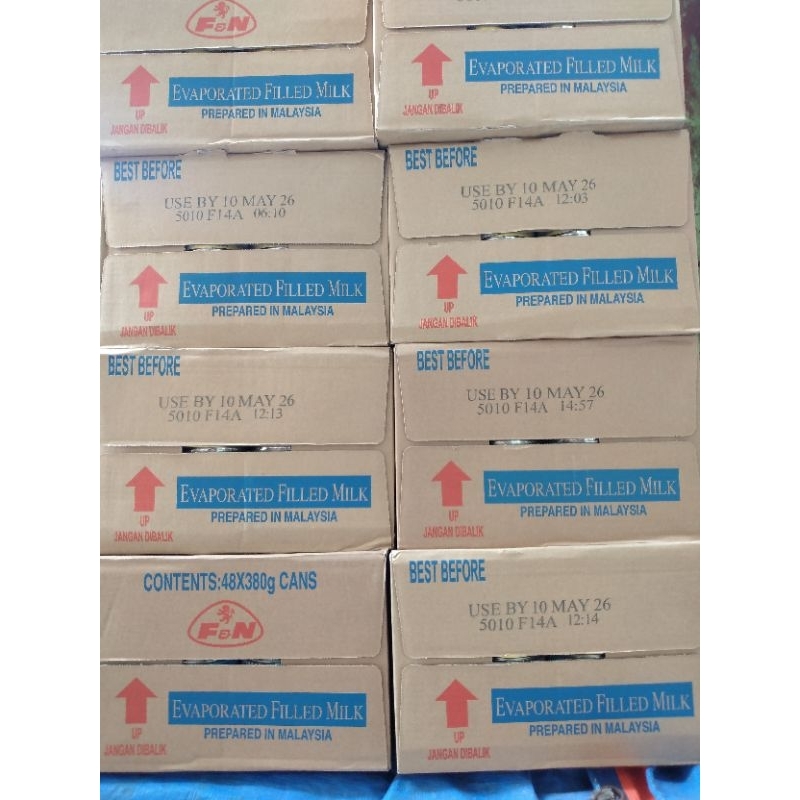 F&N
EVAPORATED FILLED MILK
PREPARED IN MALAYSIA
UP
JANGAN DIBALIK
EVAPORATED FILLED MILK
PREPARED IN MALAYSIA
UP
JANGAN DIBALIK
BEST BEFORE
USE BY 10 MAY 26
5010 F14A 06:10
EVAPORATED FILLED MILK
PREPARED IN MALAYSIA
UP
JANGAN DIBALIK
BEST BEFORE
USE BY 10 MAY 26
5010 F14A 12:03
EVAPORATED FILLED MILK
PREPARED IN MALAYSIA
UP
JANGAN DIBALIK
BEST BEFORE
USE BY 10 MAY 26
5010 F14A 12:13
EVAPORATED FILLED MILK
PREPARED IN MALAYSIA
UP
JANGAN DIBALIK
BEST BEFORE
USE BY 10 MAY 26
5010 F14A 14:57
EVAPORATED FILLED MILK
PREPARED IN MALAYSIA
UP
JANGAN DIBALIK
CONTENTS:48X380g CANS
F&N
EVAPORATED FILLED MILK
PREPARED IN MALAYSIA
UP
JANGAN DIBALIK
BEST BEFORE
USE BY 10 MAY 26
5010 F14A 12:14
EVAPORATED FILLED MILK
PREPARED IN MALAYSIA
UP
JANGAN DIBALIK